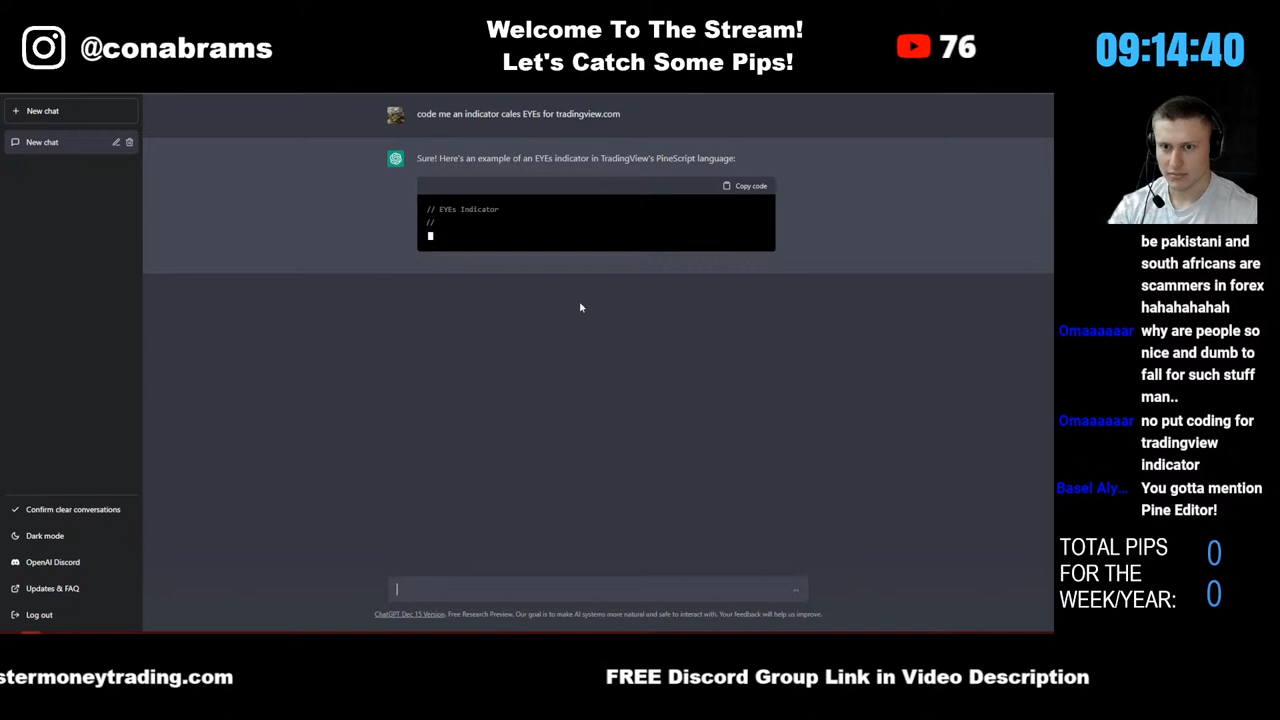 @conabrams
Welcome To The Stream!
Let's Catch Some Pips!
76
09:14:40
New chat
New chat
code me an indicator cales EYEs for tradingview.com
Sure! Here's an example of an EYEs indicator in TradingView's PineScript language:
Copy code
// EYEs Indicator
//
be pakistani and
south africans are
scammers in forex
hahahahahah
Omaaaaaar why are people so
nice and dumb to
fall for such stuff
man..
Omaaaaaar no put coding for
tradingview
indicator
Basel Aly... You gotta mention
Pine Editor!
Confirm clear conversations
Dark mode
OpenAI Discord
Updates & FAQ
Log out
ChatGPT Dec 15 Version. Free Research Preview. Our goal is to make AI systems more natural and safe to interact with. Your feedback will help us improve.
TOTAL PIPS 0
FOR THE
WEEK/YEAR: 0
stermoneytrading.com
FREE Discord Group Link in Video Description